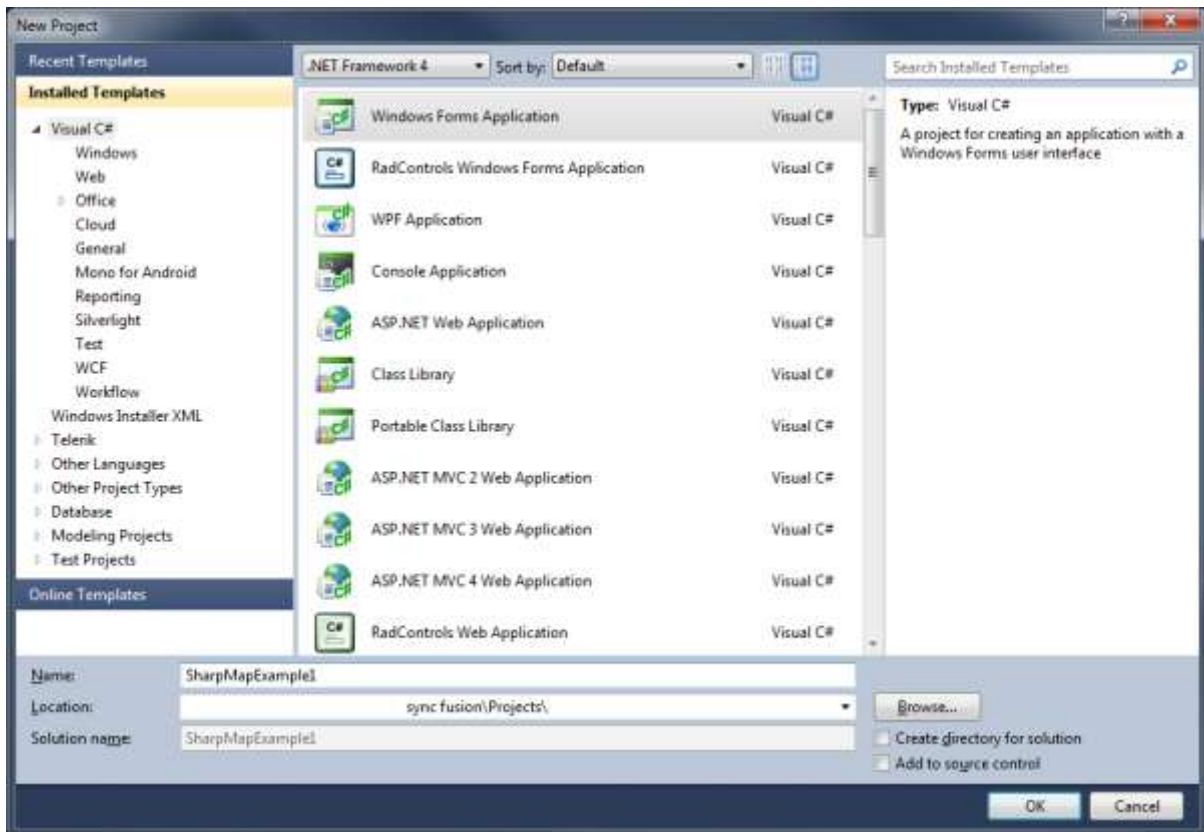 New Project
Recent Templates
.NET Framework 4 Sort by: Default
Search Installed Templates
Installed Templates
Visual C#
Windows
Web
Office
Cloud
General
Mono for Android
Reporting
Silverlight
Test
WCF
Workflow
Windows Installer XML
Telerik
Other Languages
Other Project Types
Database
Modeling Projects
Test Projects
Online Templates
Windows Forms Application Visual C#
RadControls Windows Forms Application Visual C#
WPF Application Visual C#
Console Application Visual C#
ASP.NET Web Application Visual C#
Class Library Visual C#
Portable Class Library Visual C#
ASP.NET MVC 2 Web Application Visual C#
ASP.NET MVC 3 Web Application Visual C#
ASP.NET MVC 4 Web Application Visual C#
RadControls Web Application Visual C#
Type: Visual C#
A project for creating an application with a
Windows Forms user interface
Name: SharpMapExample1
Location: sync fusion\Projects\
Browse...
Solution name: SharpMapExample1
Create directory for solution
Add to source control
OK Cancel